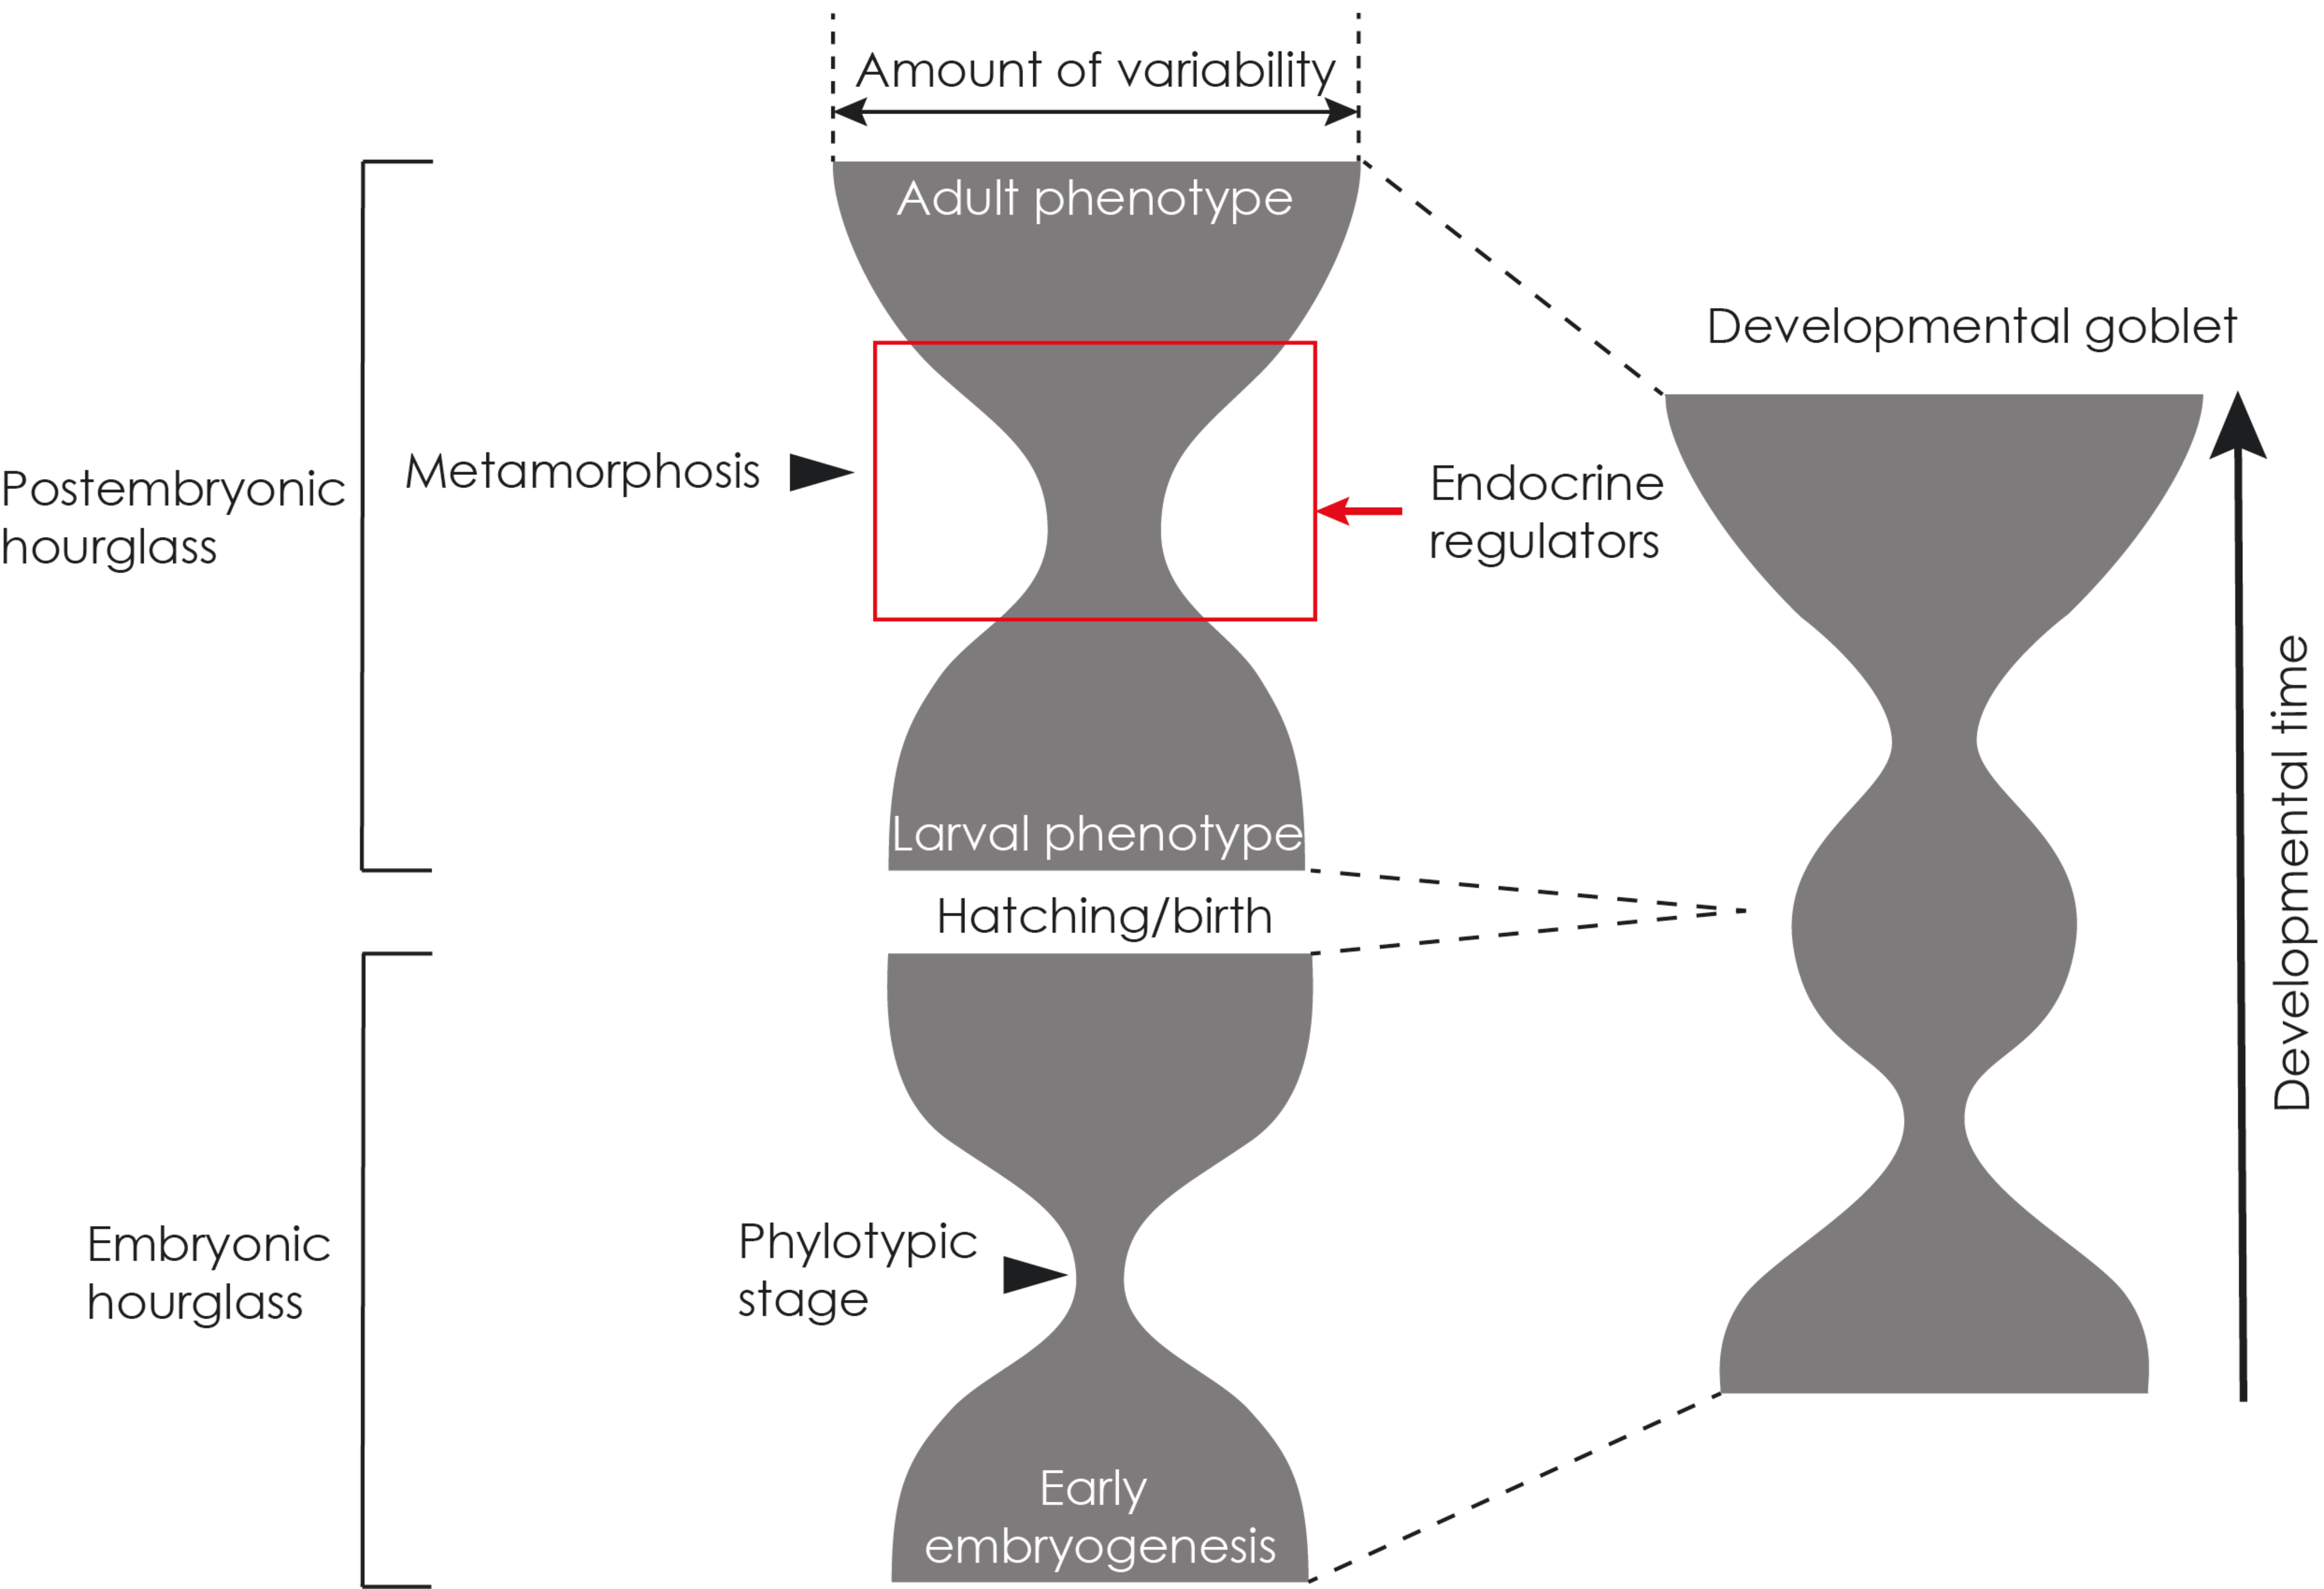 Amount of variability
Adult phenotype
Developmental goblet
Metamorphosis
Postembryonic
hourglass
Endocrine
regulators
Developmental time
Larval phenotype
Hatching/birth
Phylotypic
stage
Embryonic
hourglass
Early
embryogenesis